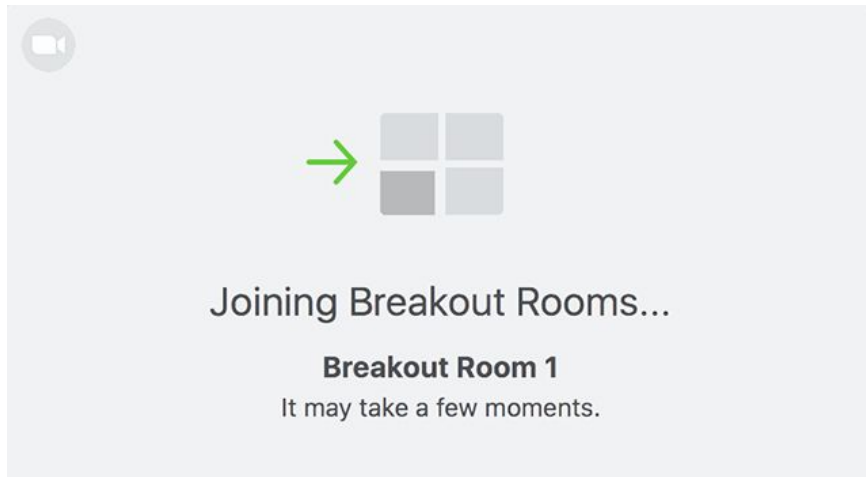 Joining Breakout Rooms...
Breakout Room 1
It may take a few moments.